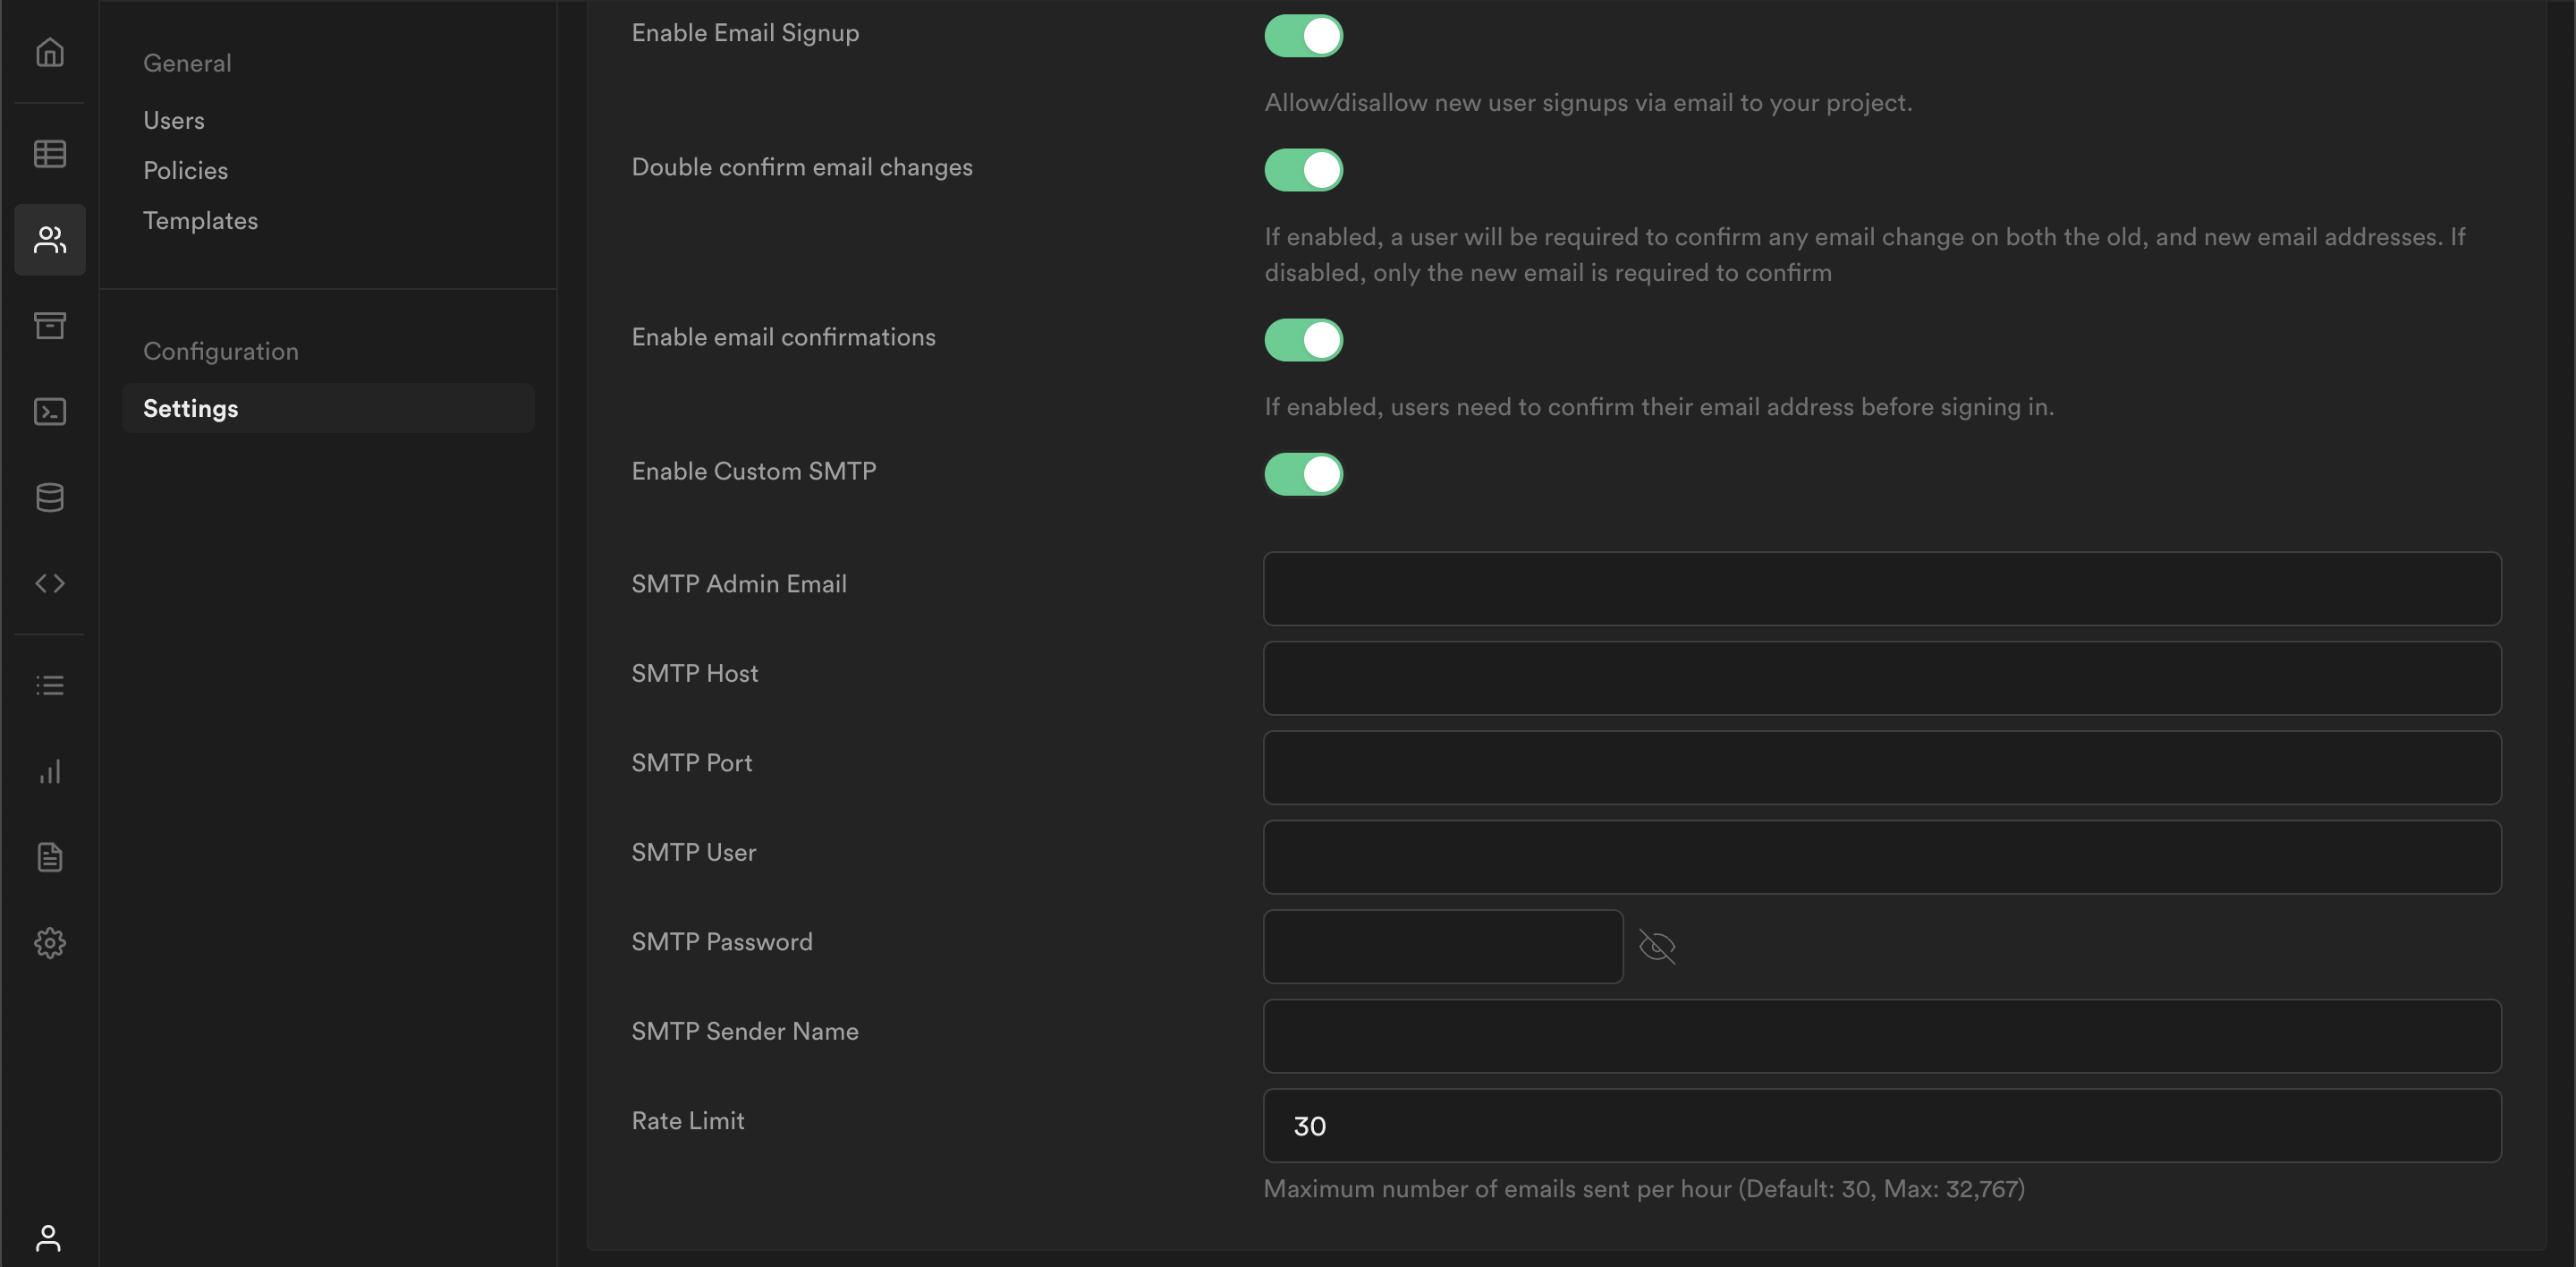 General
Users
Policies
Templates
Configuration
Settings
Enable Email Signup
Allow/disallow new user signups via email to your project.
Double confirm email changes
If enabled, a user will be required to confirm any email change on both the old, and new email addresses. If
disabled, only the new email is required to confirm
Enable email confirmations
If enabled, users need to confirm their email address before signing in.
Enable Custom SMTP
SMTP Admin Email
SMTP Host
SMTP Port
SMTP User
SMTP Password
SMTP Sender Name
Rate Limit
30
Maximum number of emails sent per hour (Default: 30, Max: 32,767)